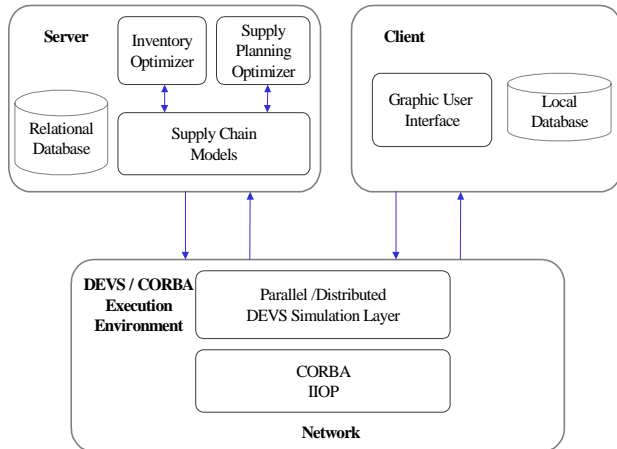 Server
Inventory
Optimizer
Supply
Planning
Optimizer
Relational
Database
Supply Chain
Models
Client
Graphic User
Interface
Local
Database
DEVS / CORBA
Execution
Environment
Parallel /Distributed
DEVS Simulation Layer
CORBA
IIOP
Network